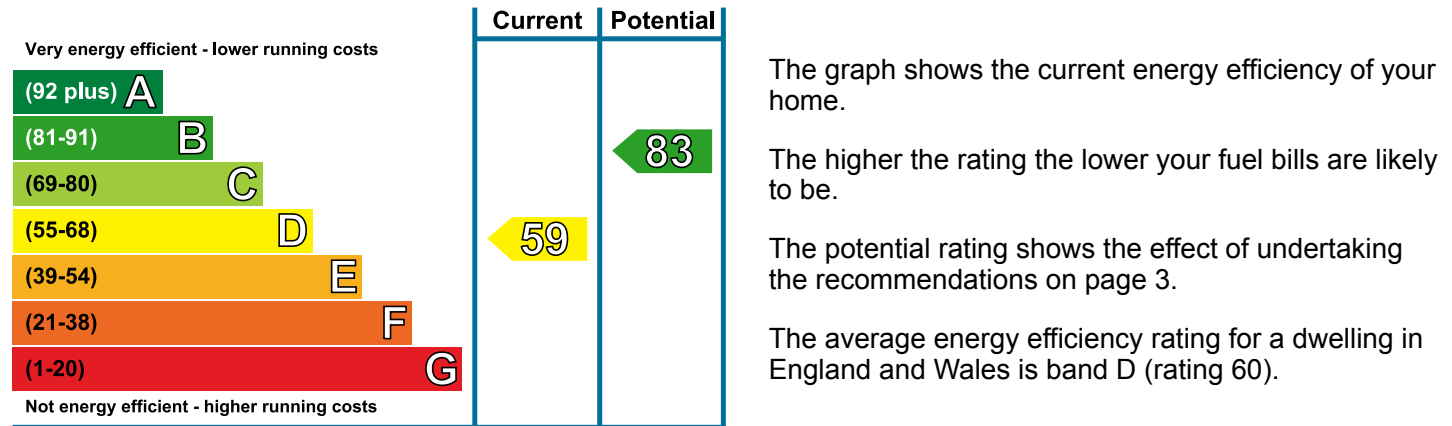 Current Potential
Very energy efficient - lower running costs
(92 plus) A
(81-91) B
83
(69-80) C
(55-68) D
59
(39-54) E
(21-38) F
(1-20) G
Not energy efficient - higher running costs
The graph shows the current energy efficiency of your
home.
The higher the rating the lower your fuel bills are likely
to be.
The potential rating shows the effect of undertaking
the recommendations on page 3.
The average energy efficiency rating for a dwelling in
England and Wales is band D (rating 60).